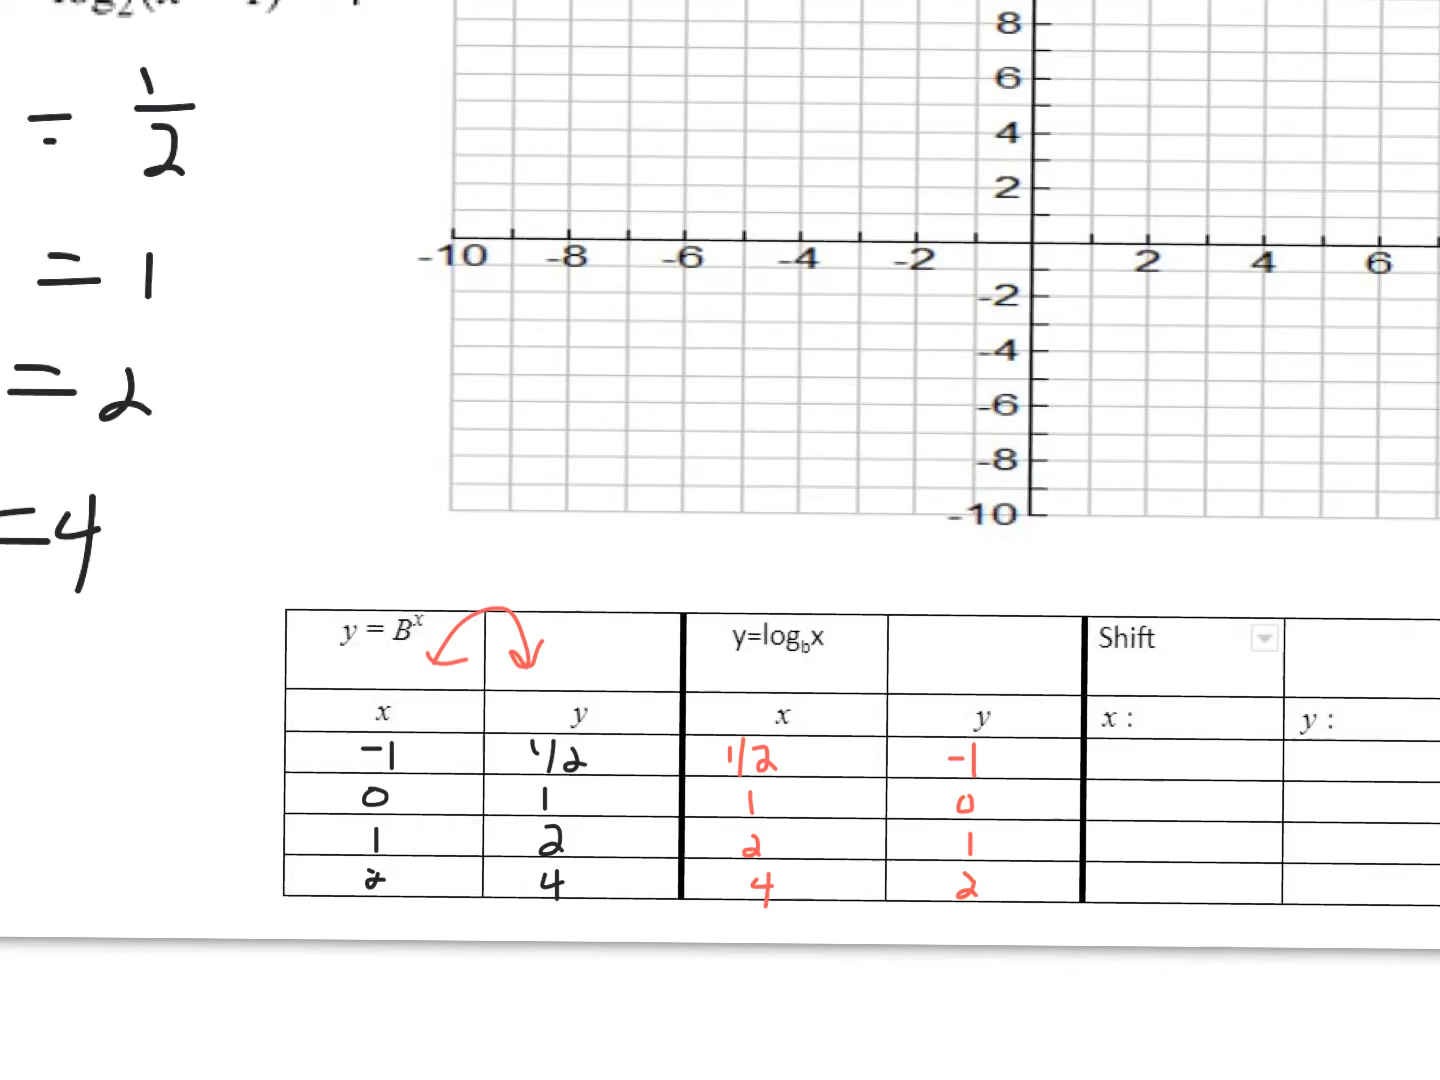 = 1/2
= 1
= 2
=4
8
6
4
2
-10 -8 -6 -4 -2 2 4 6
-2
-4
-6
-8
-10
y = Bˣ y=log_b x Shift
x y x y x : y :
-1 1/2 1/2 -1
0 1 1 0
1 2 2 1
2 4 4 2